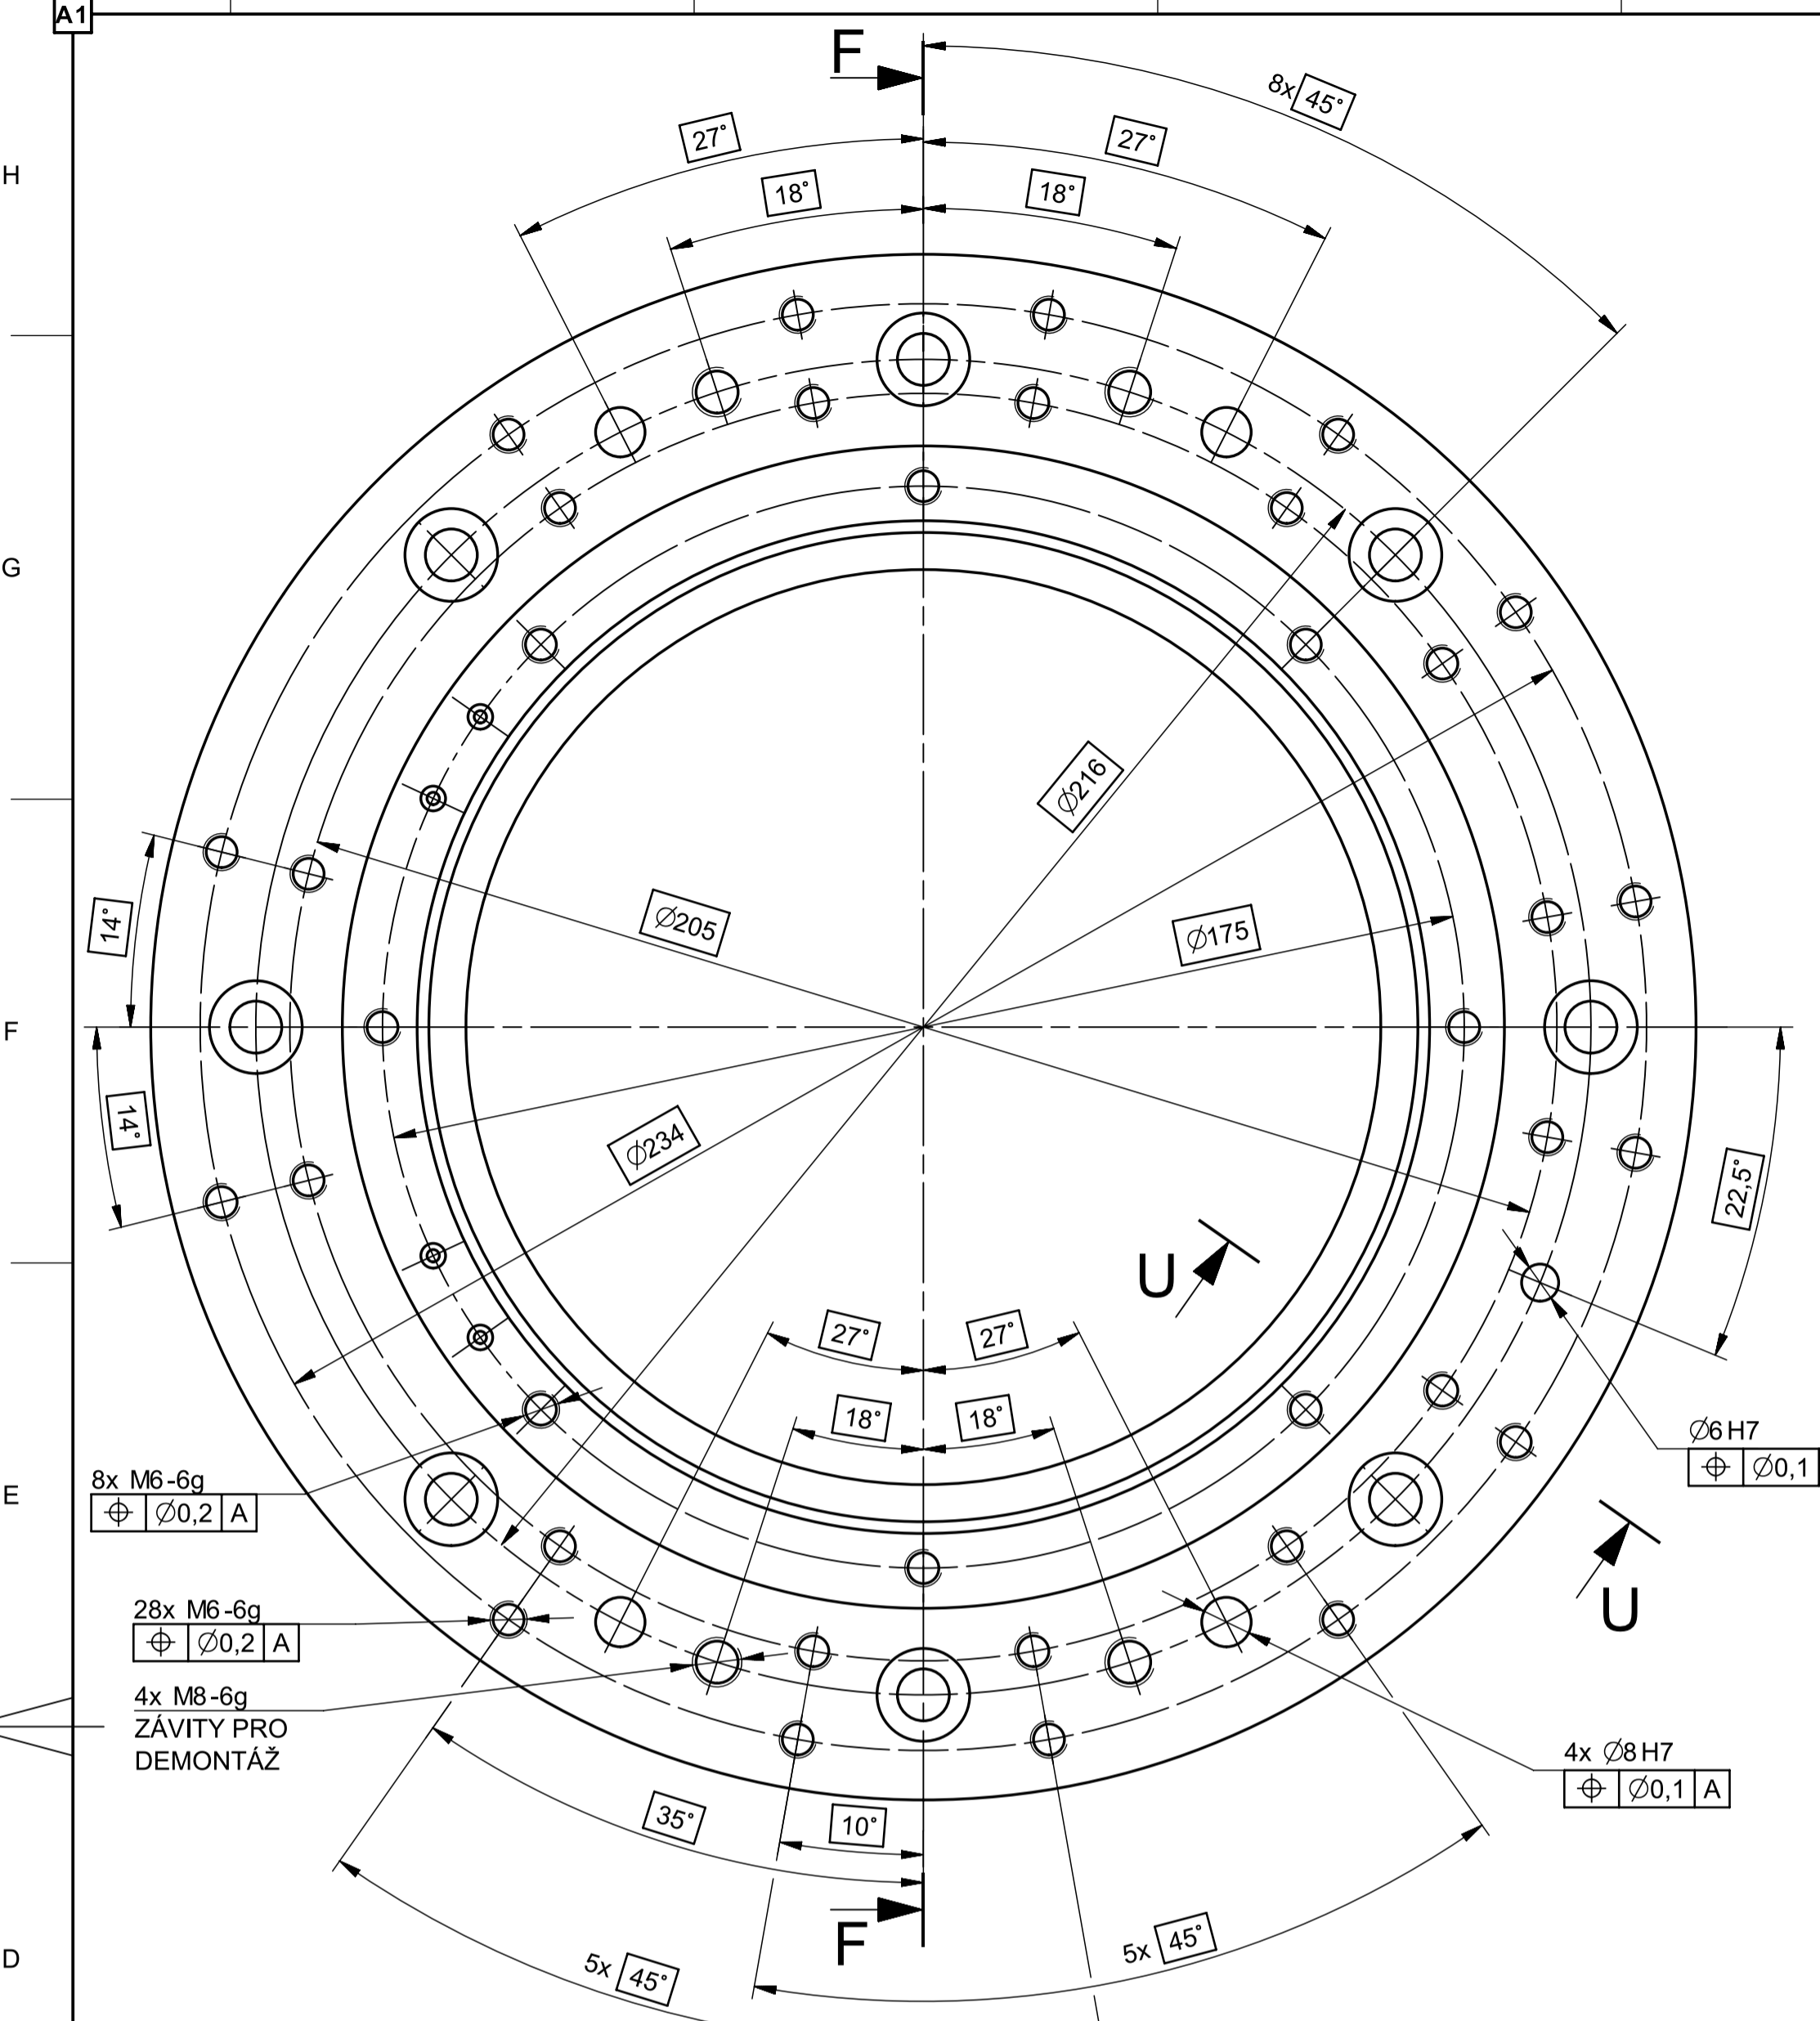 A1
F
8x 45°
27°
27°
18°
18°
H
G
Ø216
14°
Ø205
Ø175
F
14°
Ø234
22,5°
U
27°
27°
18°
18°
Ø6 H7
⌖ Ø0,1
8x M6-6g
⌖ Ø0,2 A
E
28x M6-6g
⌖ Ø0,2 A
U
4x M8-6g
ZÁVITY PRO
DEMONTÁŽ
4x Ø8 H7
⌖ Ø0,1 A
35°
10°
F
5x 45°
5x 45°
D